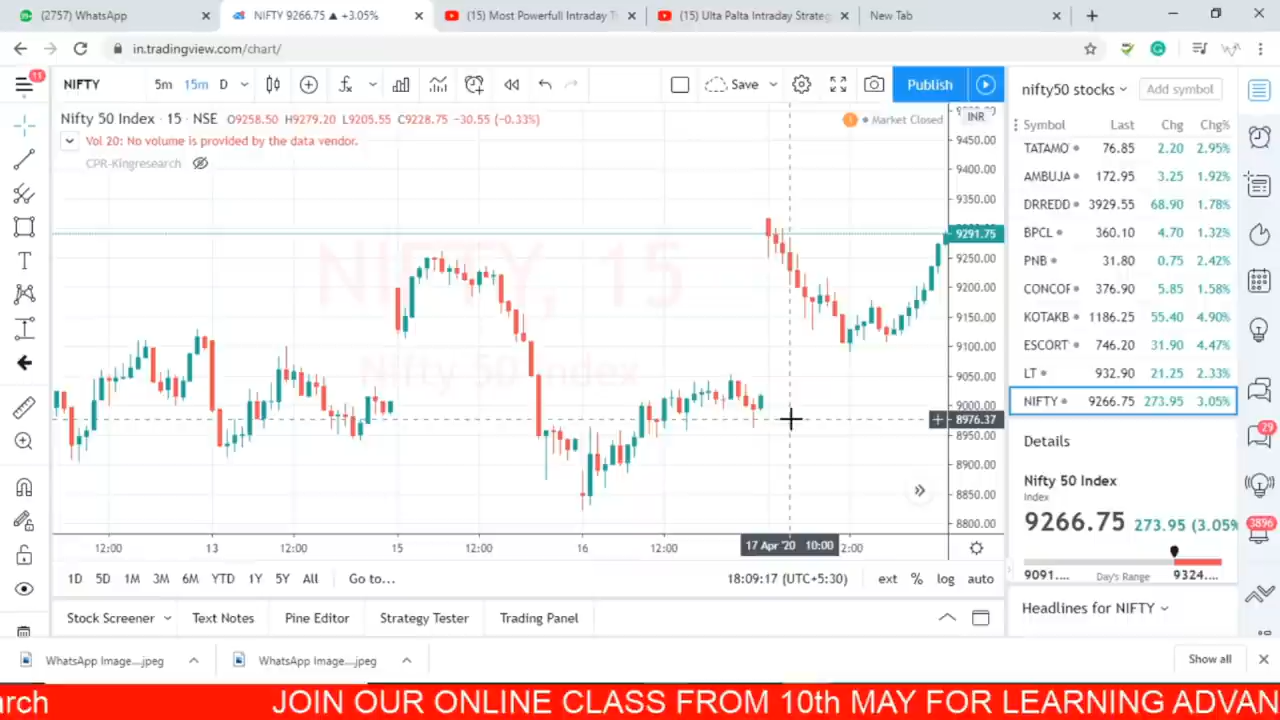 (2757) WhatsApp
NIFTY 9266.75 ▲ +3.05%
(15) Most Powerfull Intraday T
(15) Ulta Palta Intraday Strateg
New Tab
in.tradingview.com/chart/
11
NIFTY
5m 15m D
Save
Publish
nifty50 stocks
Add symbol
Nifty 50 Index · 15 · NSE O9258.50 H9279.20 L9205.55 C9228.75 -30.55 (-0.33%)
Market Closed
INR
Vol 20: No volume is provided by the data vendor.
CPR-Kingresearch
NIFTY, 15
Nifty 50 Index
9450.00
9400.00
9350.00
9291.75
9250.00
9200.00
9150.00
9100.00
9050.00
9000.00
8976.37
8950.00
8900.00
8850.00
8800.00
12:00 13 12:00 15 12:00 16 12:00 17 Apr '20 10:00 2:00
Symbol Last Chg Chg%
TATAMO 76.85 2.20 2.95%
AMBUJA 172.95 3.25 1.92%
DRREDD 3929.55 68.90 1.78%
BPCL 360.10 4.70 1.32%
PNB 31.80 0.75 2.42%
CONCOF 376.90 5.85 1.58%
KOTAKB 1186.25 55.40 4.90%
ESCORT 746.20 31.90 4.47%
LT 932.90 21.25 2.33%
NIFTY 9266.75 273.95 3.05%
Details
Nifty 50 Index
Index
9266.75 273.95 (3.05%
9091.... Day's Range 9324....
Headlines for NIFTY
29
3896
1D 5D 1M 3M 6M YTD 1Y 5Y All Go to...
18:09:17 (UTC+5:30) ext % log auto
Stock Screener Text Notes Pine Editor Strategy Tester Trading Panel
WhatsApp Image....jpeg
WhatsApp Image....jpeg
Show all
arch JOIN OUR ONLINE CLASS FROM 10th MAY FOR LEARNING ADVAN